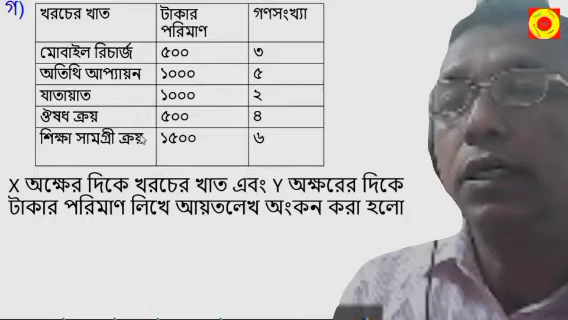 গ)
খরচের খাত টাকার পরিমাণ গণসংখ্যা
মোবাইল রিচার্জ ৫০০ ৩
অতিথি আপ্যায়ন ১০০০ ৫
যাতায়াত ১০০০ ২
ঔষধ ক্রয় ৫০০ ৪
শিক্ষা সামগ্রী ক্রয় ১৫০০ ৬
X অক্ষের দিকে খরচের খাত এবং Y অক্ষরের দিকে
টাকার পরিমাণ লিখে আয়তলেখ অংকন করা হলো